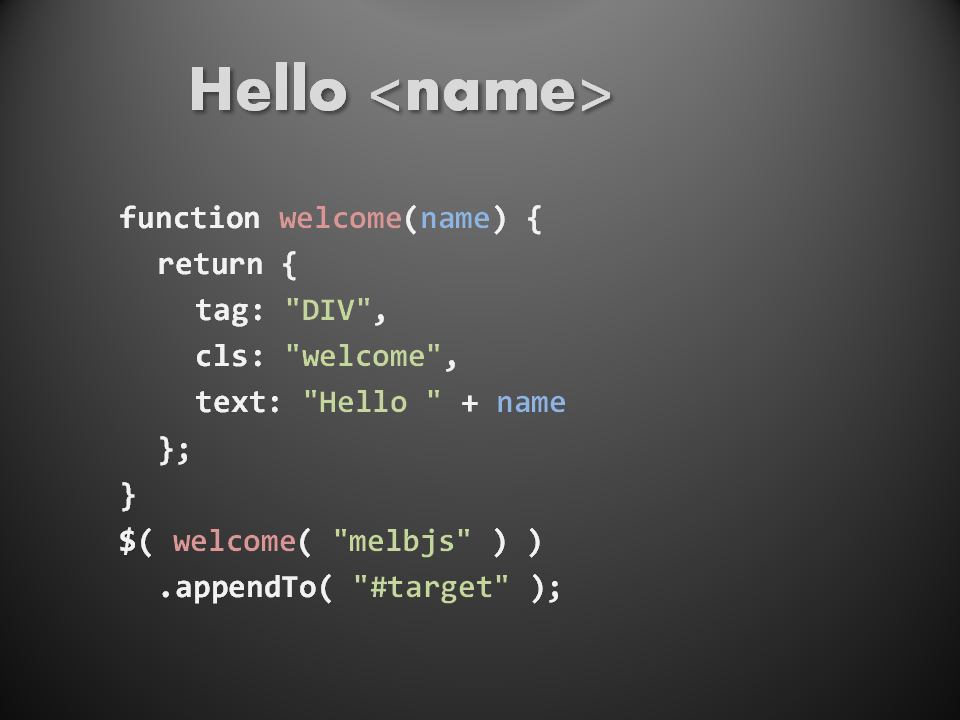 Hello <name>
function welcome(name) {
return {
tag: "DIV",
cls: "welcome",
text: "Hello " + name
};
}
$( welcome( "melbjs" ) )
.appendTo( "#target" );